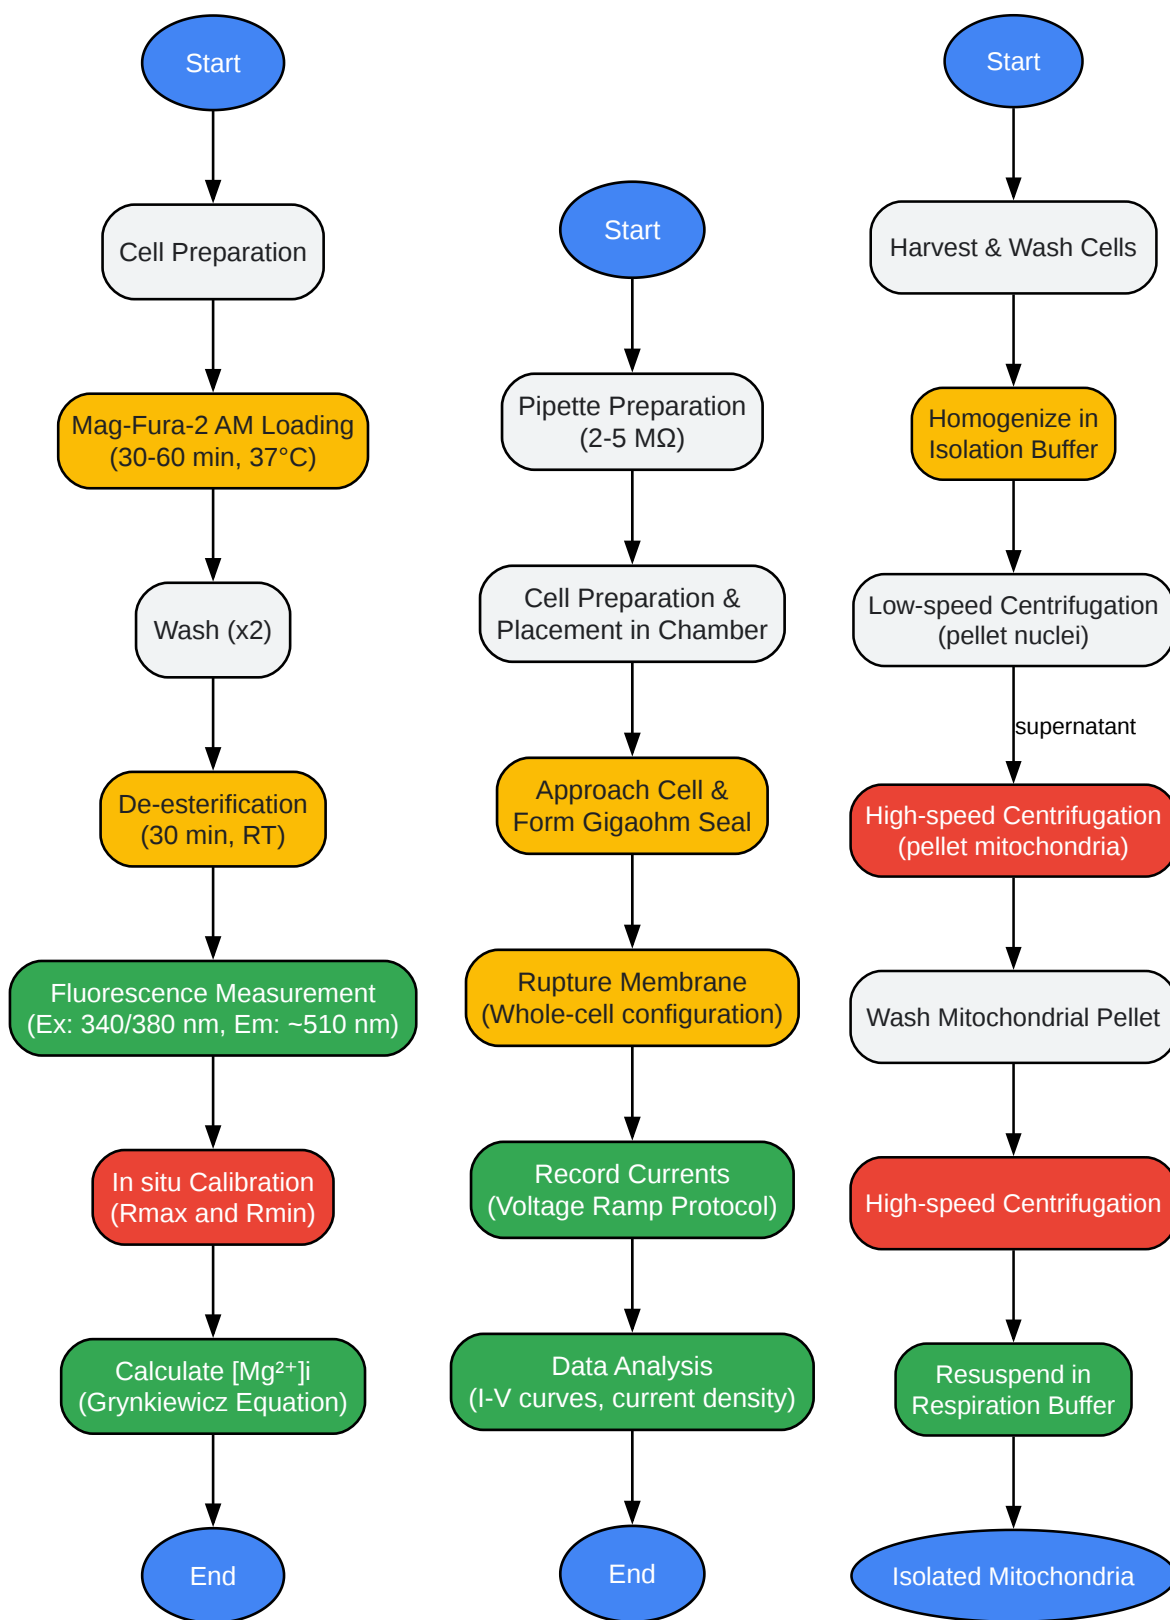 Start
Cell Preparation
Mag-Fura-2 AM Loading
(30-60 min, 37°C)
Wash (x2)
De-esterification
(30 min, RT)
Fluorescence Measurement
(Ex: 340/380 nm, Em: ~510 nm)
In situ Calibration
(Rmax and Rmin)
Calculate [Mg²⁺]i
(Grynkiewicz Equation)
End
Start
Pipette Preparation
(2-5 MΩ)
Cell Preparation &
Placement in Chamber
Approach Cell &
Form Gigaohm Seal
Rupture Membrane
(Whole-cell configuration)
Record Currents
(Voltage Ramp Protocol)
Data Analysis
(I-V curves, current density)
End
Start
Harvest & Wash Cells
Homogenize in
Isolation Buffer
Low-speed Centrifugation
(pellet nuclei)
supernatant
High-speed Centrifugation
(pellet mitochondria)
Wash Mitochondrial Pellet
High-speed Centrifugation
Resuspend in
Respiration Buffer
Isolated Mitochondria